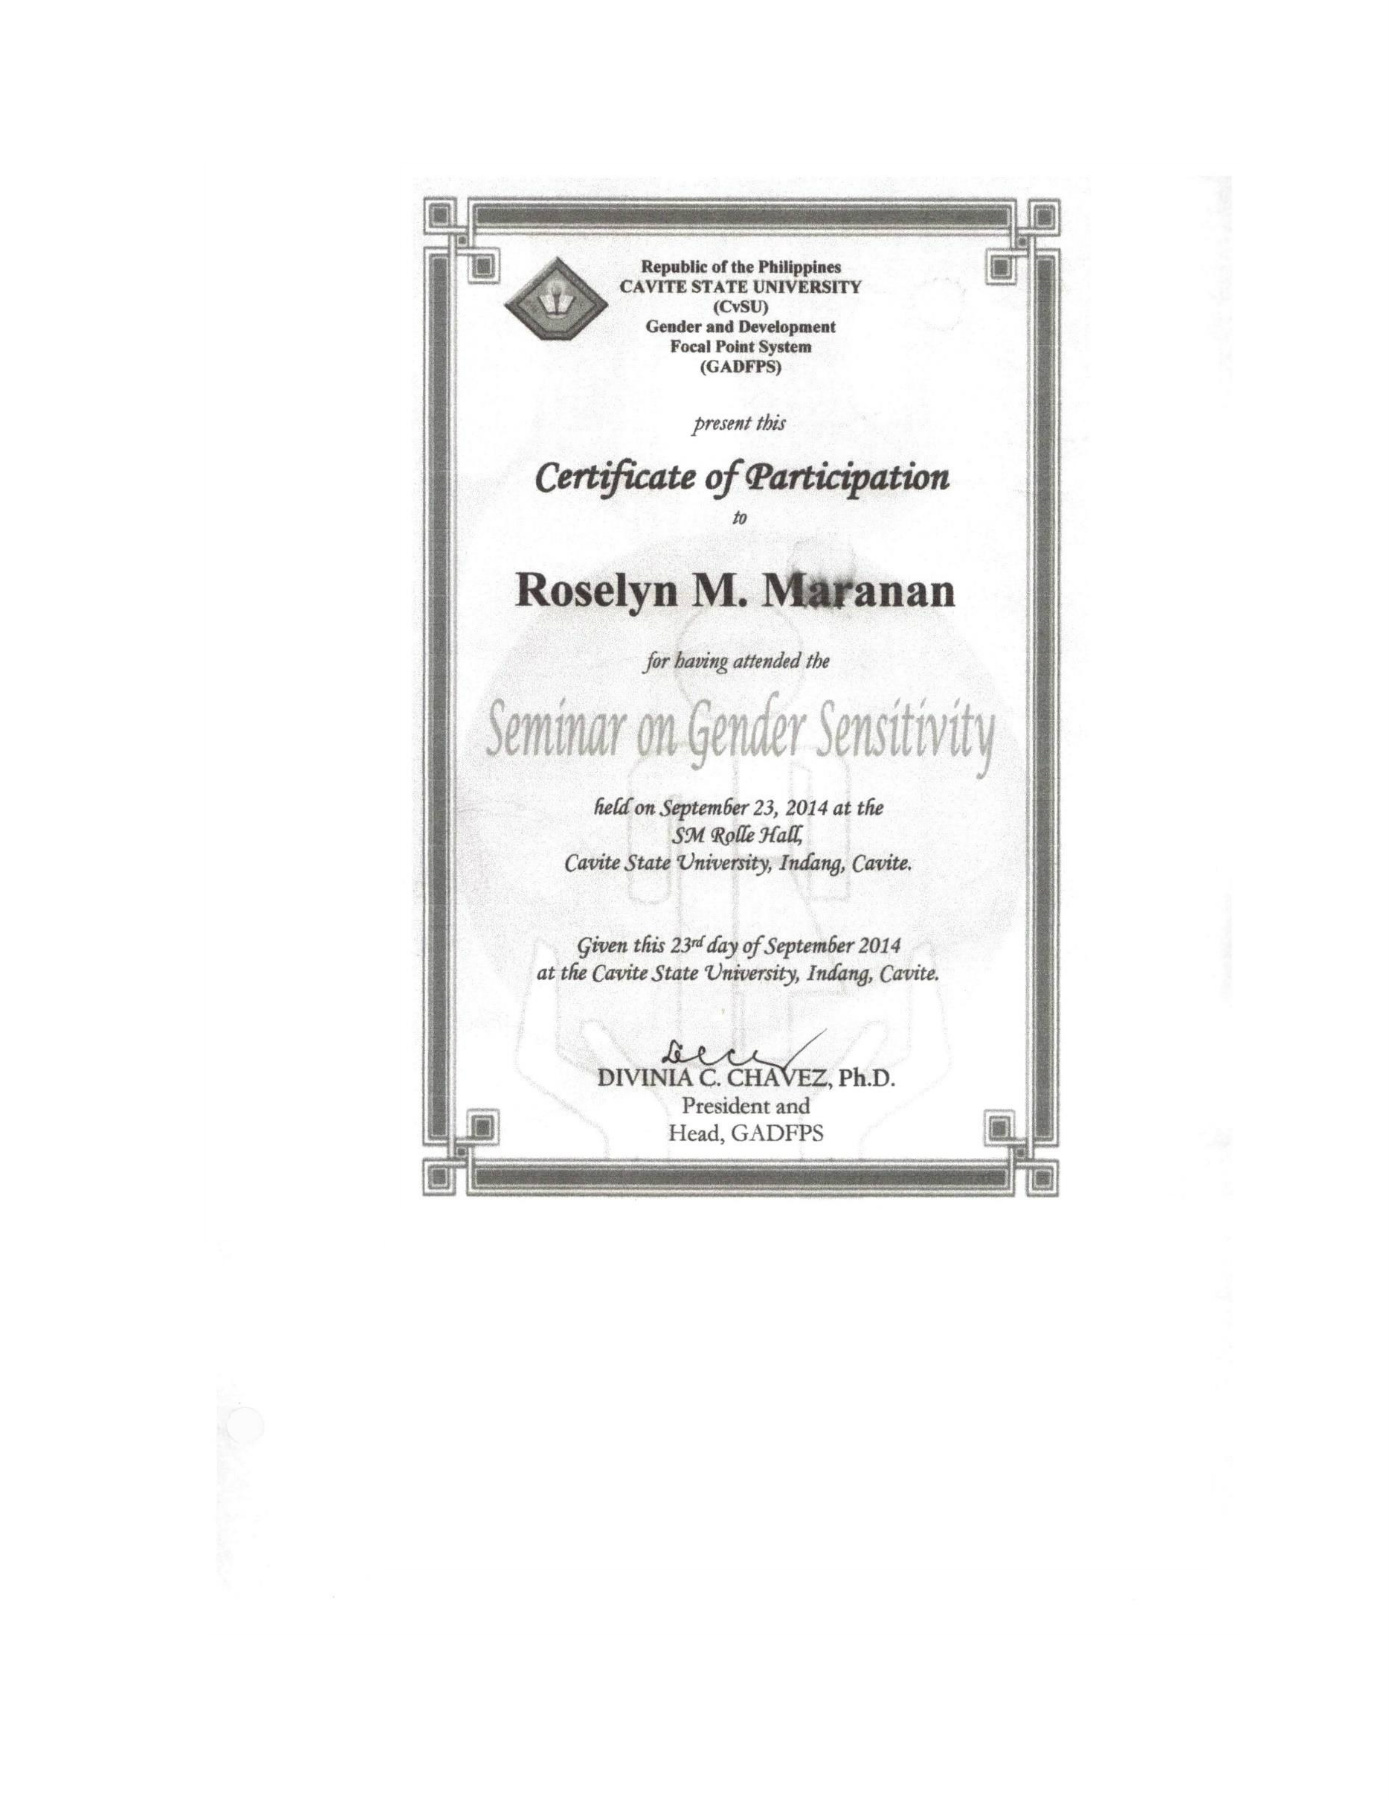 Republic of the Philippines
CAVITE STATE UNIVERSITY
(CvSU)
Gender and Development
Focal Point System
(GADFPS)
present this
Certificate of Participation
to
Roselyn M. Maranan
for having attended the
Seminar on Gender Sensitivity
held on September 23, 2014 at the
SM Rolle Hall,
Cavite State University, Indang, Cavite.
Given this 23rd day of September 2014
at the Cavite State University, Indang, Cavite.
DIVINIA C. CHAVEZ, Ph.D.
President and
Head, GADFPS